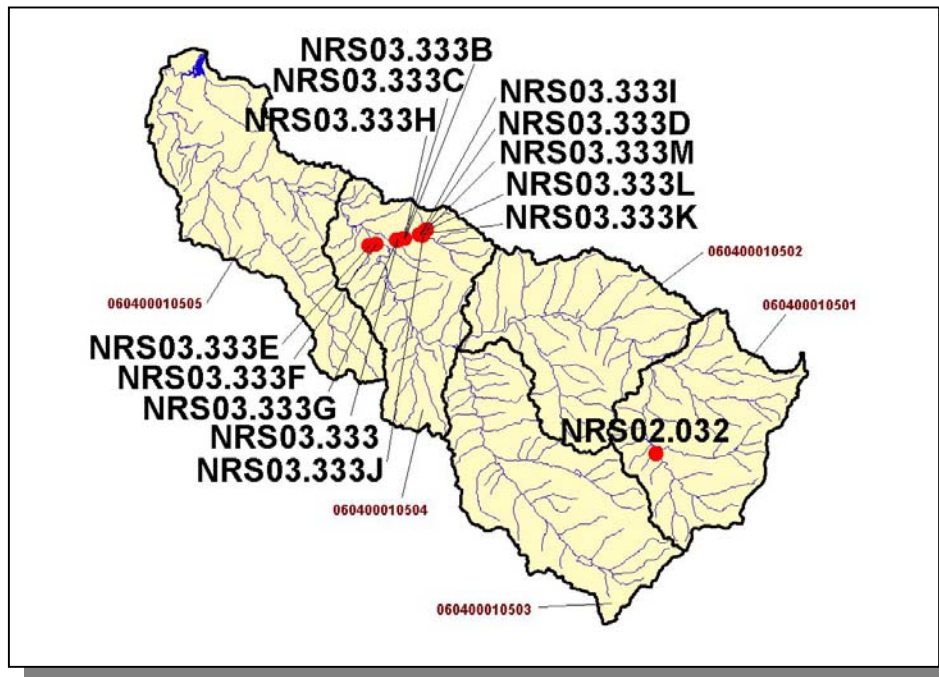 NRS03.333B
NRS03.333C
NRS03.333H
NRS03.333I
NRS03.333D
NRS03.333M
NRS03.333L
NRS03.333K
060400010502
060400010501
060400010505
NRS03.333E
NRS03.333F
NRS03.333G
NRS03.333
NRS03.333J
NRS02.032
060400010504
060400010503